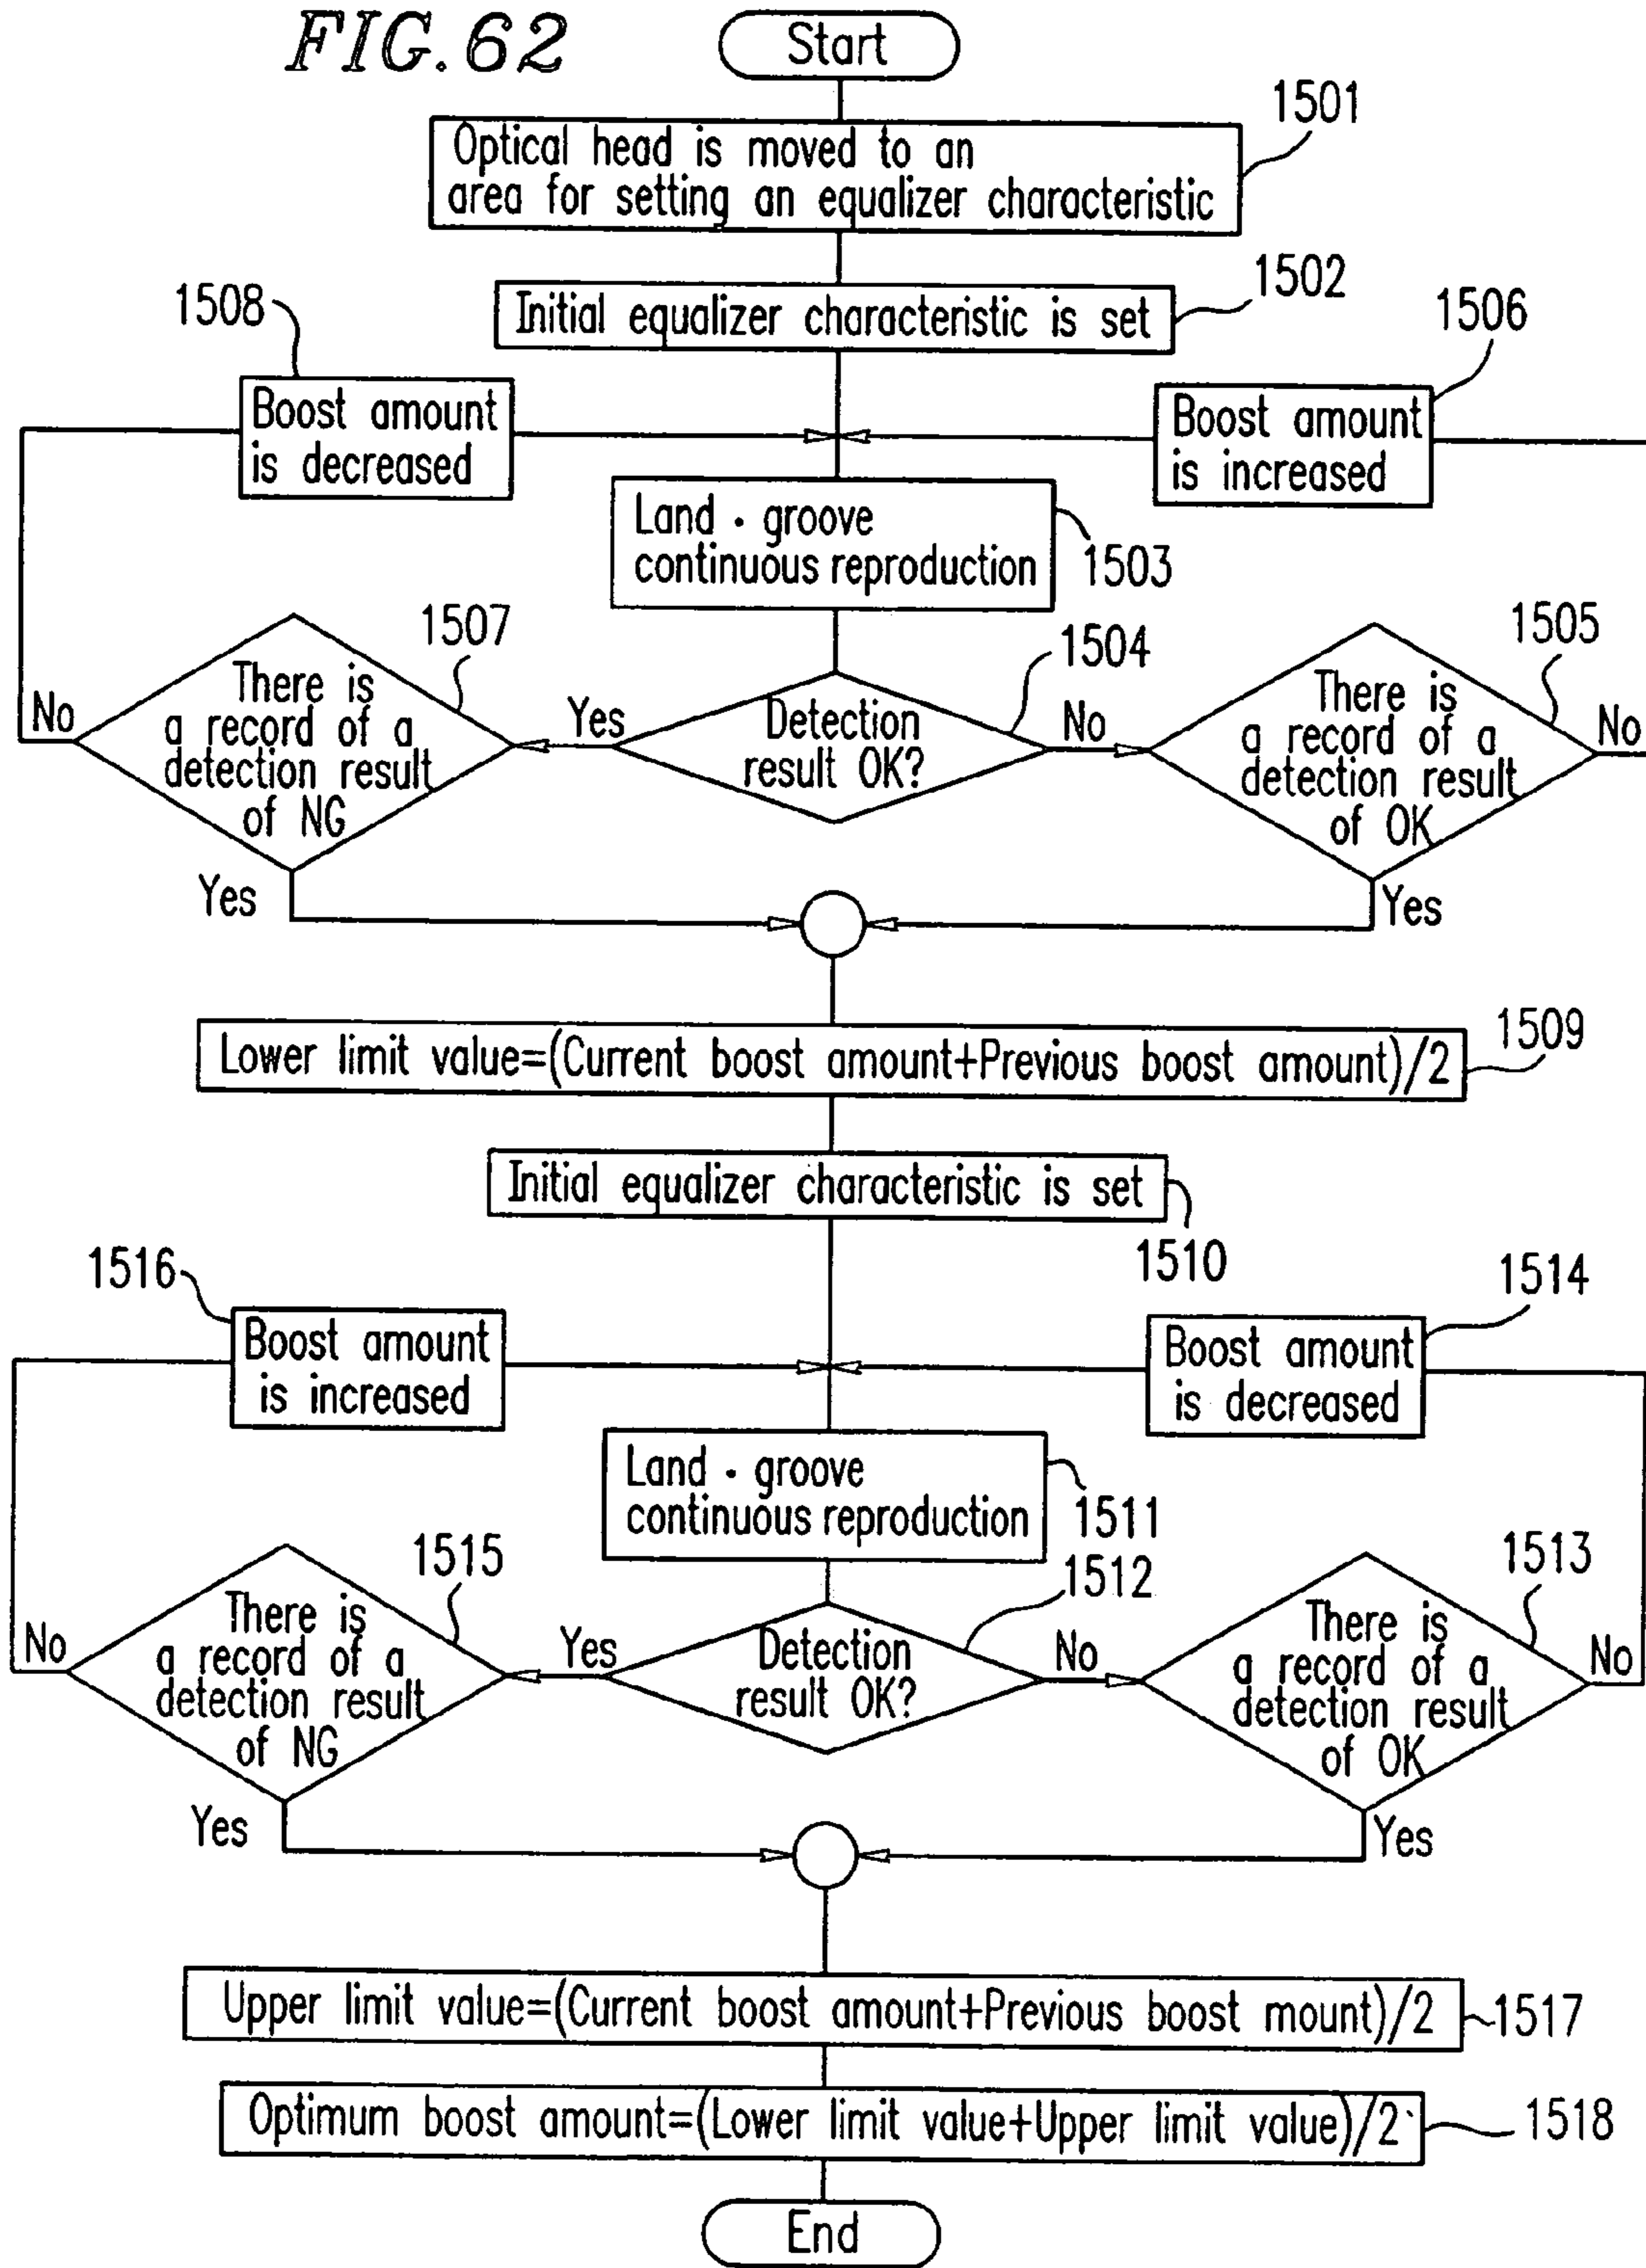 FIG. 62
Start
1501
Optical head is moved to an
area for setting an equalizer characteristic
1502
Initial equalizer characteristic is set
1508
Boost amount
is decreased
1506
Boost amount
is increased
Land · groove
continuous reproduction
1503
1507
There is
a record of a
detection result
of NG
No
Yes
1504
Detection
result OK?
Yes
No
1505
There is
a record of a
detection result
of OK
No
Yes
1509
Lower limit value=(Current boost amount+Previous boost amount)/2
Initial equalizer characteristic is set
1510
1516
Boost amount
is increased
1514
Boost amount
is decreased
Land · groove
continuous reproduction
1511
1515
There is
a record of a
detection result
of NG
No
Yes
1512
Detection
result OK?
Yes
No
1513
There is
a record of a
detection result
of OK
No
Yes
Upper limit value=(Current boost amount+Previous boost mount)/2
1517
Optimum boost amount=(Lower limit value+Upper limit value)/2
1518
End